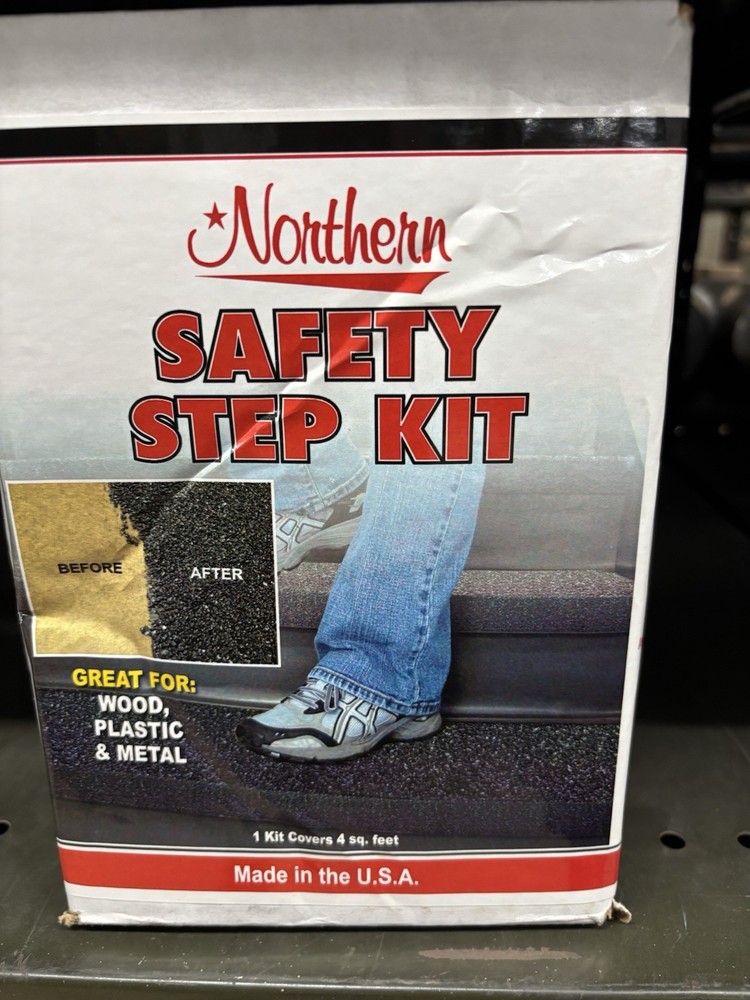 Northern
SAFETY
STEP KIT
BEFORE
AFTER
GREAT FOR:
WOOD,
PLASTIC
& METAL
1 Kit Covers 4 sq. feet
Made in the U.S.A.